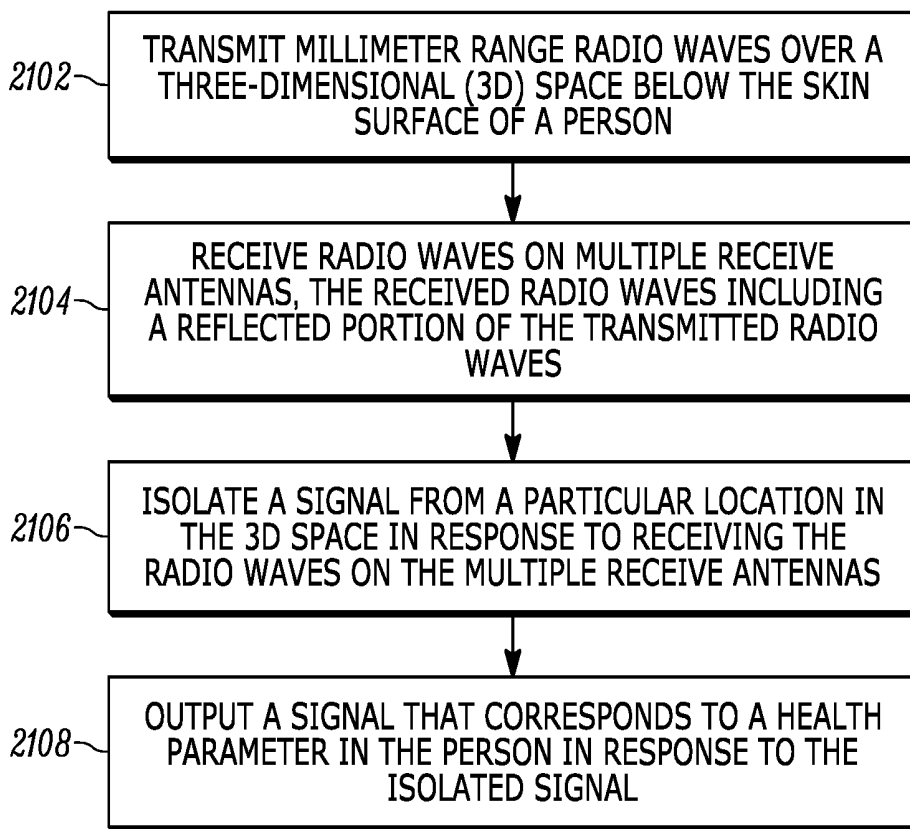 2102
TRANSMIT MILLIMETER RANGE RADIO WAVES OVER A
THREE-DIMENSIONAL (3D) SPACE BELOW THE SKIN
SURFACE OF A PERSON
2104
RECEIVE RADIO WAVES ON MULTIPLE RECEIVE
ANTENNAS, THE RECEIVED RADIO WAVES INCLUDING
A REFLECTED PORTION OF THE TRANSMITTED RADIO
WAVES
2106
ISOLATE A SIGNAL FROM A PARTICULAR LOCATION IN
THE 3D SPACE IN RESPONSE TO RECEIVING THE
RADIO WAVES ON THE MULTIPLE RECEIVE ANTENNAS
2108
OUTPUT A SIGNAL THAT CORRESPONDS TO A HEALTH
PARAMETER IN THE PERSON IN RESPONSE TO THE
ISOLATED SIGNAL